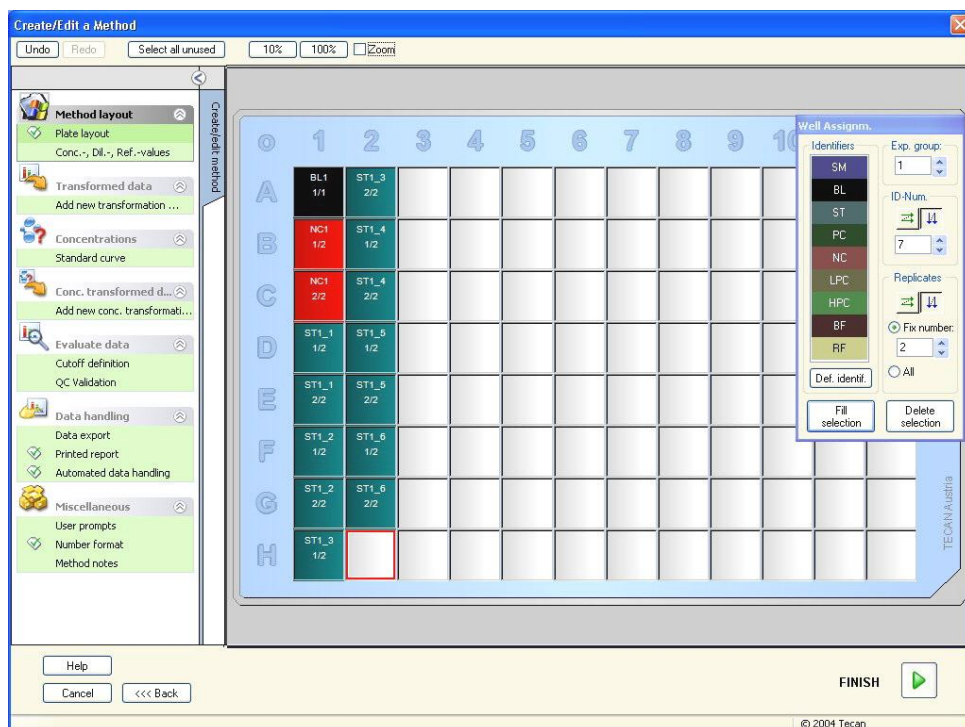 Create/Edit a Method
Undo Redo Select all unused 10% 100% Zoom
Method layout
Plate layout
Conc.-, Dil.-, Ref.-values
Transformed data
Add new transformation ...
Concentrations
Standard curve
Conc. transformed d...
Add new conc. transformati...
Evaluate data
Cutoff definition
QC Validation
Data handling
Data export
Printed report
Automated data handling
Miscellaneous
User prompts
Number format
Method notes
Create/edit method
o 1 2 3 4 5 6 7 8 9 10
A
BL1 ST1_3
1/1 2/2
B
NC1 ST1_4
1/2 1/2
C
NC1 ST1_4
2/2 2/2
D
ST1_1 ST1_5
1/2 1/2
E
ST1_1 ST1_5
2/2 2/2
F
ST1_2 ST1_6
1/2 1/2
G
ST1_2 ST1_6
2/2 2/2
H
ST1_3
1/2
TECAN Austria
Well Assignm.
Identifiers
SM
BL
ST
PC
NC
LPC
HPC
BF
RF
Def. identif.
Exp. group:
1
ID-Num.
7
Replicates
Fix number:
2
All
Fill selection
Delete selection
Help
Cancel <<< Back
FINISH
© 2004 Tecan